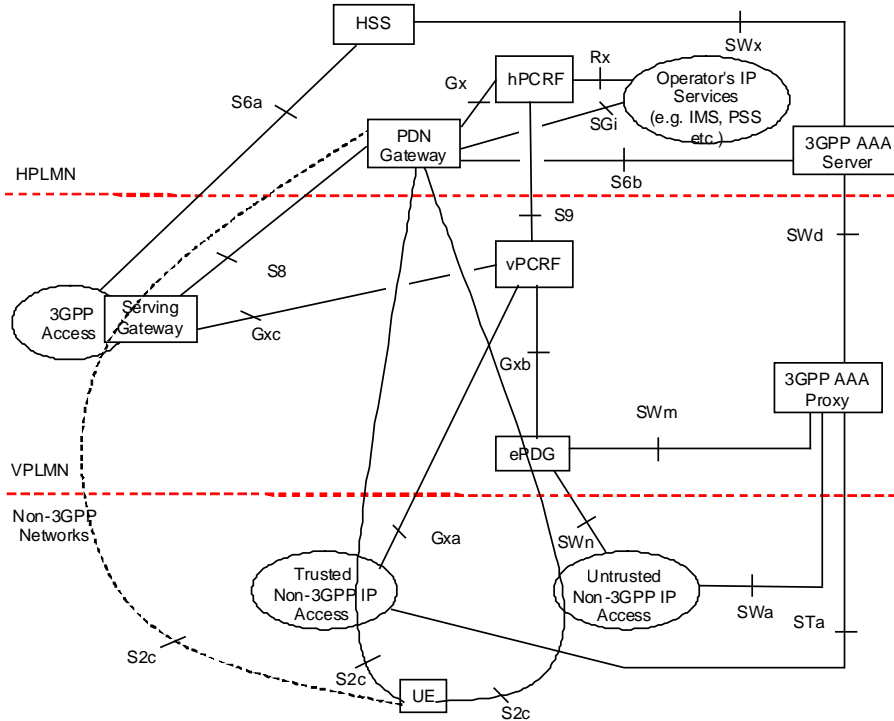 HSS
SWx
Rx
hPCRF
Gx
Operator's IP
Services
(e.g. IMS, PSS
etc.)
S6a
SGi
PDN
Gateway
3GPP AAA
Server
HPLMN
S6b
S9
SWd
vPCRF
S8
3GPP
Access
Serving
Gateway
Gxc
Gxb
3GPP AAA
Proxy
SWm
ePDG
VPLMN
Non-3GPP
Networks
Gxa
SWn
Trusted
Non-3GPP IP
Access
Untrusted
Non-3GPP IP
Access
SWa
STa
S2c
S2c
UE
S2c